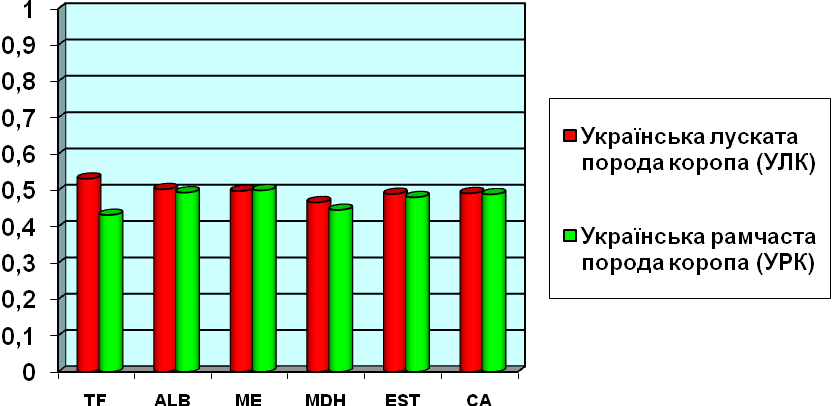 1
0,9
0,8
0,7
0,6
0,5
0,4
0,3
0,2
0,1
0
TF ALB ME MDH EST CA
Українська луската
порода коропа (УЛК)
Українська рамчаста
порода коропа (УРК)